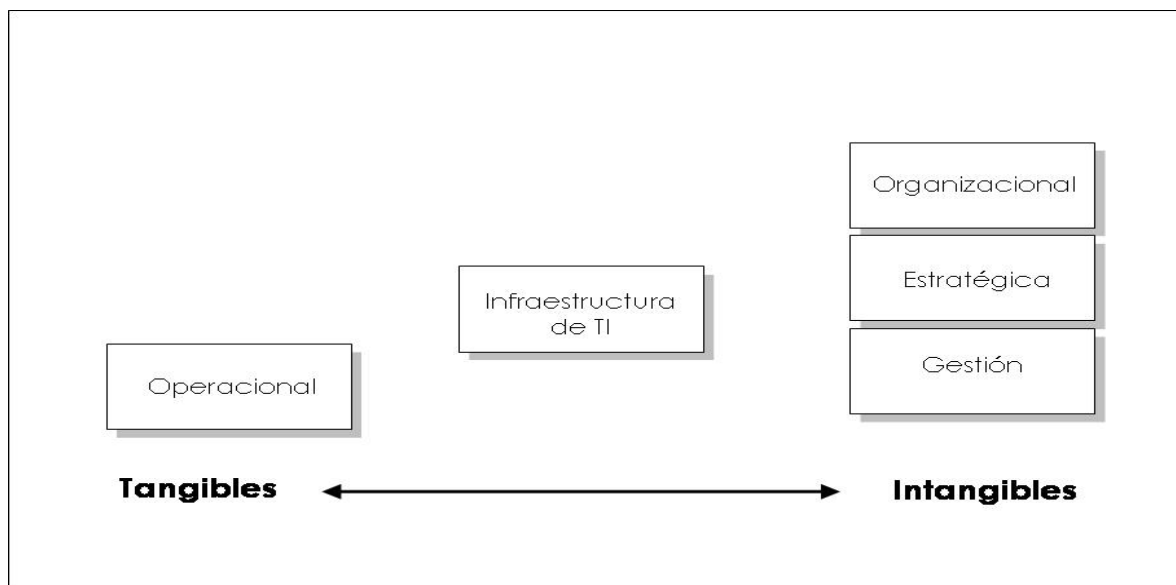 Organizacional
Estratégica
Infraestructura
de TI
Gestión
Operacional
Tangibles
Intangibles